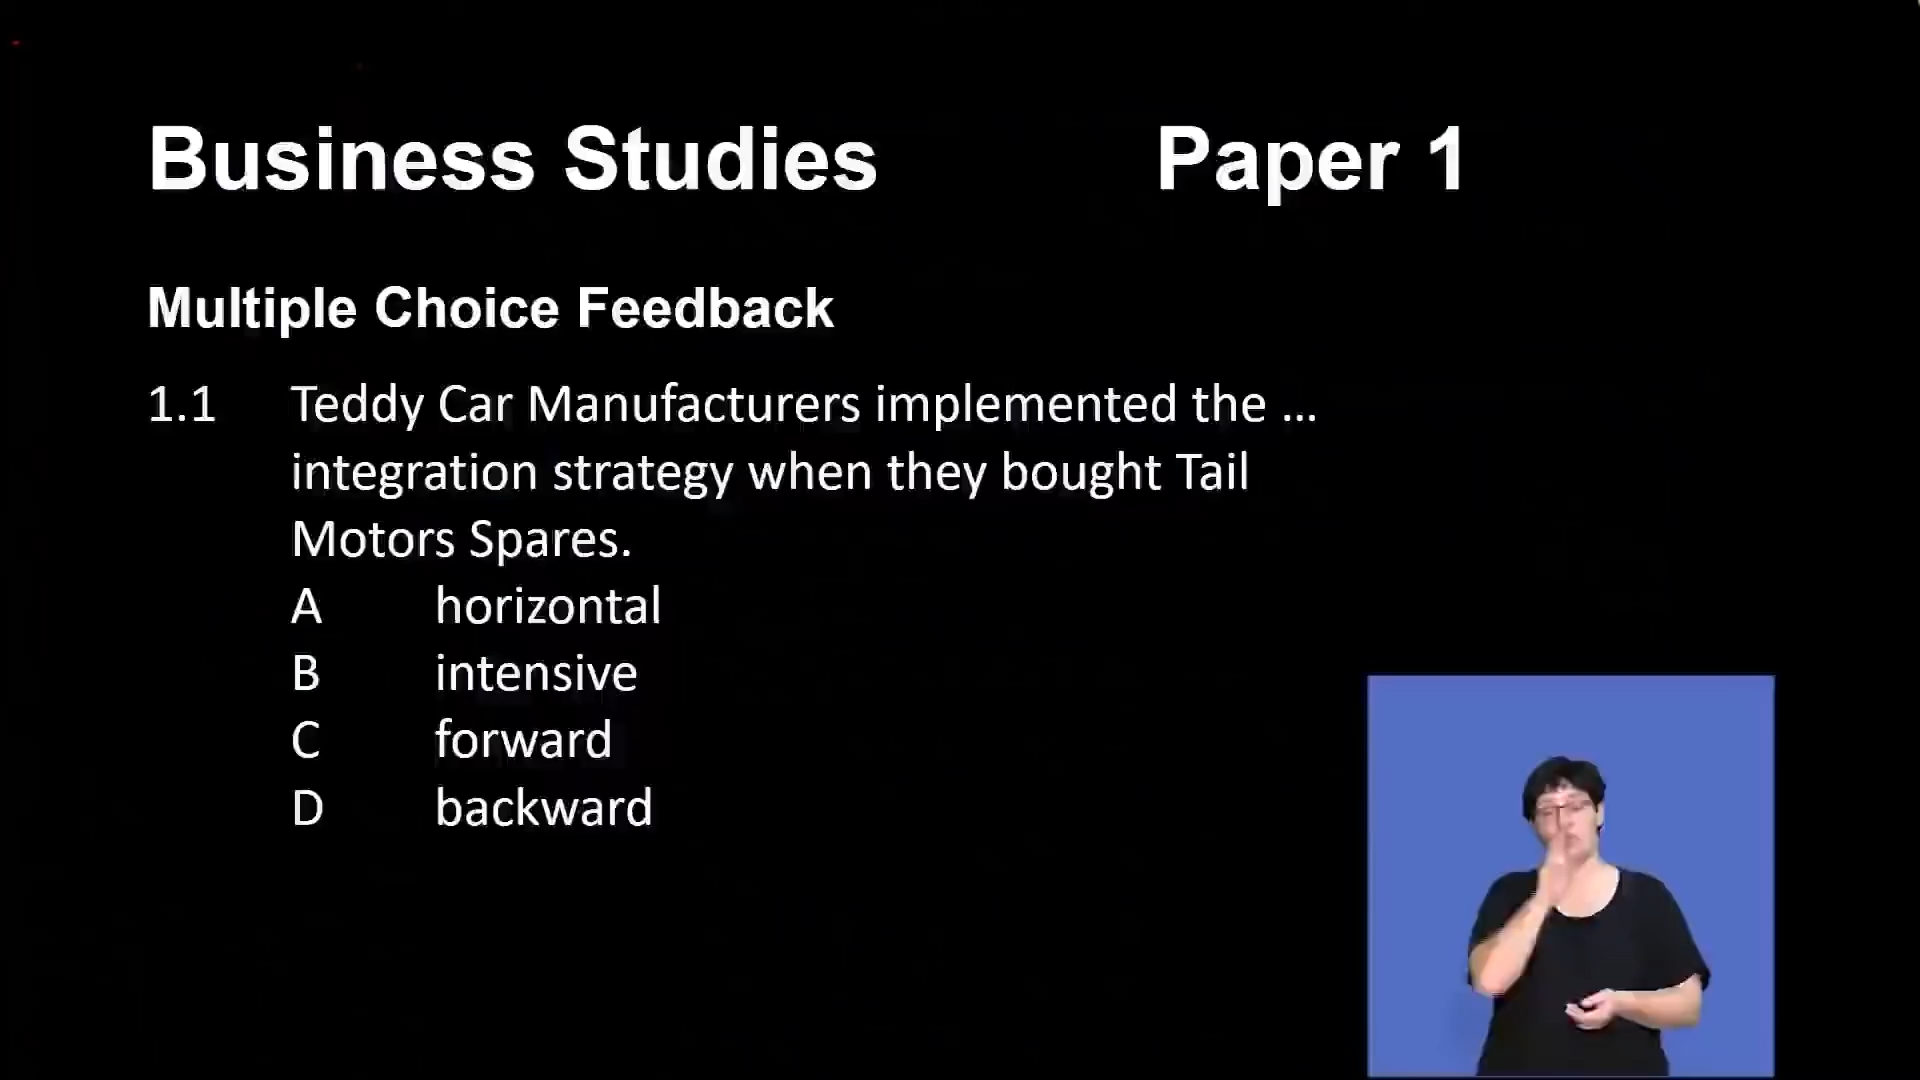 Business Studies Paper 1
Multiple Choice Feedback
1.1 Teddy Car Manufacturers implemented the ...
integration strategy when they bought Tail
Motors Spares.
A horizontal
B intensive
C forward
D backward